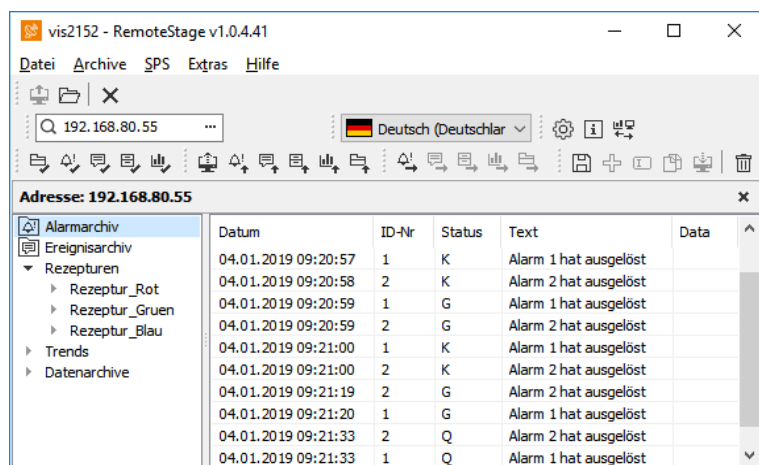 vis2152 - RemoteStage v1.0.4.41
Datei Archive SPS Extras Hilfe
192.168.80.55 ...
Deutsch (Deutschlar
Adresse: 192.168.80.55
Alarmarchiv
Ereignisarchiv
Rezepturen
Rezeptur_Rot
Rezeptur_Gruen
Rezeptur_Blau
Trends
Datenarchive
Datum ID-Nr Status Text Data
04.01.2019 09:20:57 1 K Alarm 1 hat ausgelöst
04.01.2019 09:20:58 2 K Alarm 2 hat ausgelöst
04.01.2019 09:20:59 1 G Alarm 1 hat ausgelöst
04.01.2019 09:20:59 2 G Alarm 2 hat ausgelöst
04.01.2019 09:21:00 1 K Alarm 1 hat ausgelöst
04.01.2019 09:21:00 2 K Alarm 2 hat ausgelöst
04.01.2019 09:21:19 2 G Alarm 2 hat ausgelöst
04.01.2019 09:21:20 1 G Alarm 1 hat ausgelöst
04.01.2019 09:21:33 2 Q Alarm 2 hat ausgelöst
04.01.2019 09:21:33 1 Q Alarm 1 hat ausgelöst